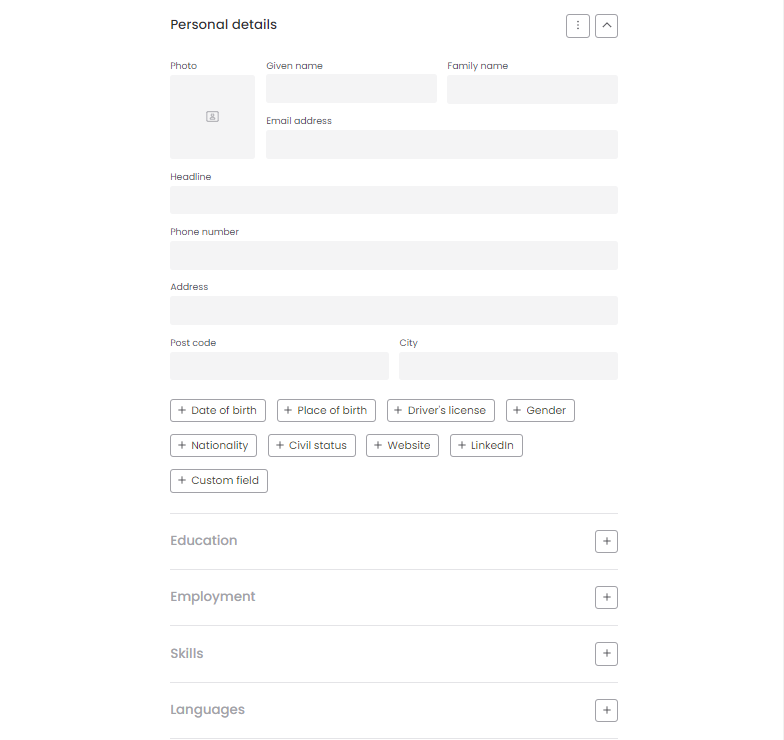 Personal details
Photo
Given name
Family name
Email address
Headline
Phone number
Address
Post code
City
+ Date of birth
+ Place of birth
+ Driver's license
+ Gender
+ Nationality
+ Civil status
+ Website
+ LinkedIn
+ Custom field
Education
+
Employment
+
Skills
+
Languages
+